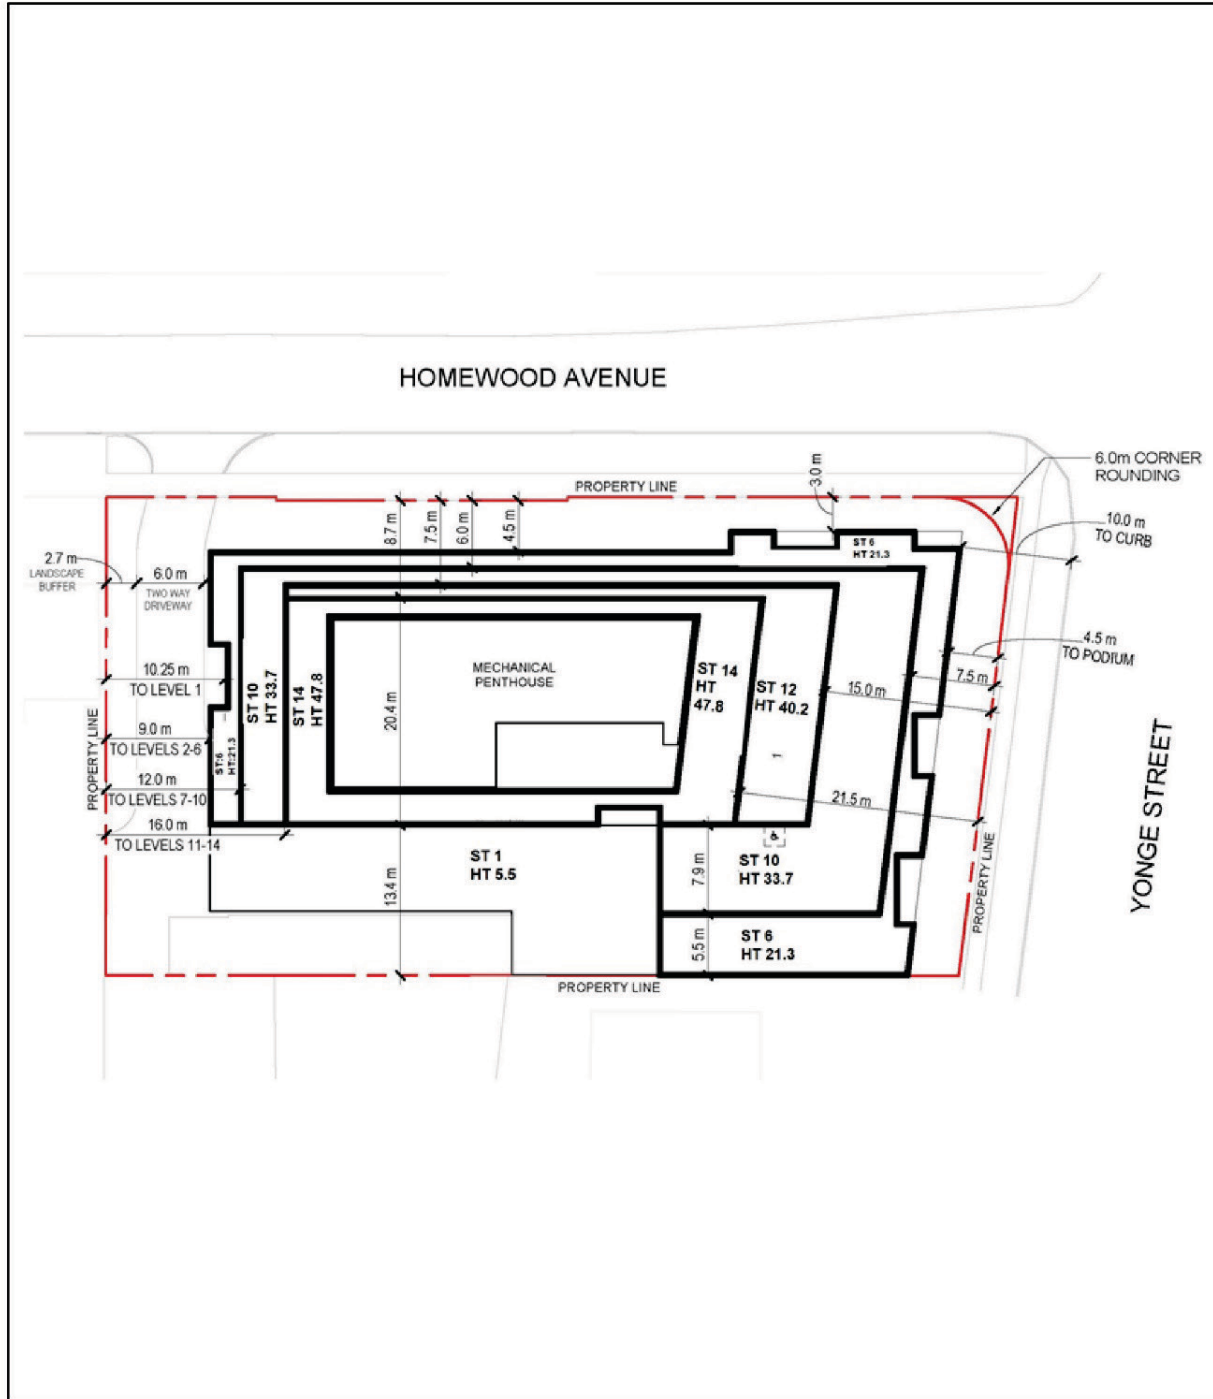 HOMEWOOD AVENUE
6.0m CORNER
ROUNDING
3.0 m
PROPERTY LINE
10.0 m
TO CURB
8.7 m
7.5 m
6.0 m
4.5 m
ST 6
HT 21.3
2.7 m
LANDSCAPE
BUFFER
6.0 m
TWO WAY
DRIVEWAY
4.5 m
TO PODIUM
7.5 m
10.25 m
TO LEVEL 1
ST 10
HT 33.7
ST 14
HT 47.8
MECHANICAL
PENTHOUSE
ST 14
HT
47.8
ST 12
HT 40.2
15.0 m
20.4 m
9.0 m
TO LEVELS 2-6
ST:6
HT:21.3
1
PROPERTY LINE
12.0 m
TO LEVELS 7-10
21.5 m
16.0 m
TO LEVELS 11-14
YONGE STREET
ST 1
HT 5.5
7.9 m
ST 10
HT 33.7
13.4 m
PROPERTY LINE
5.5 m
ST 6
HT 21.3
PROPERTY LINE